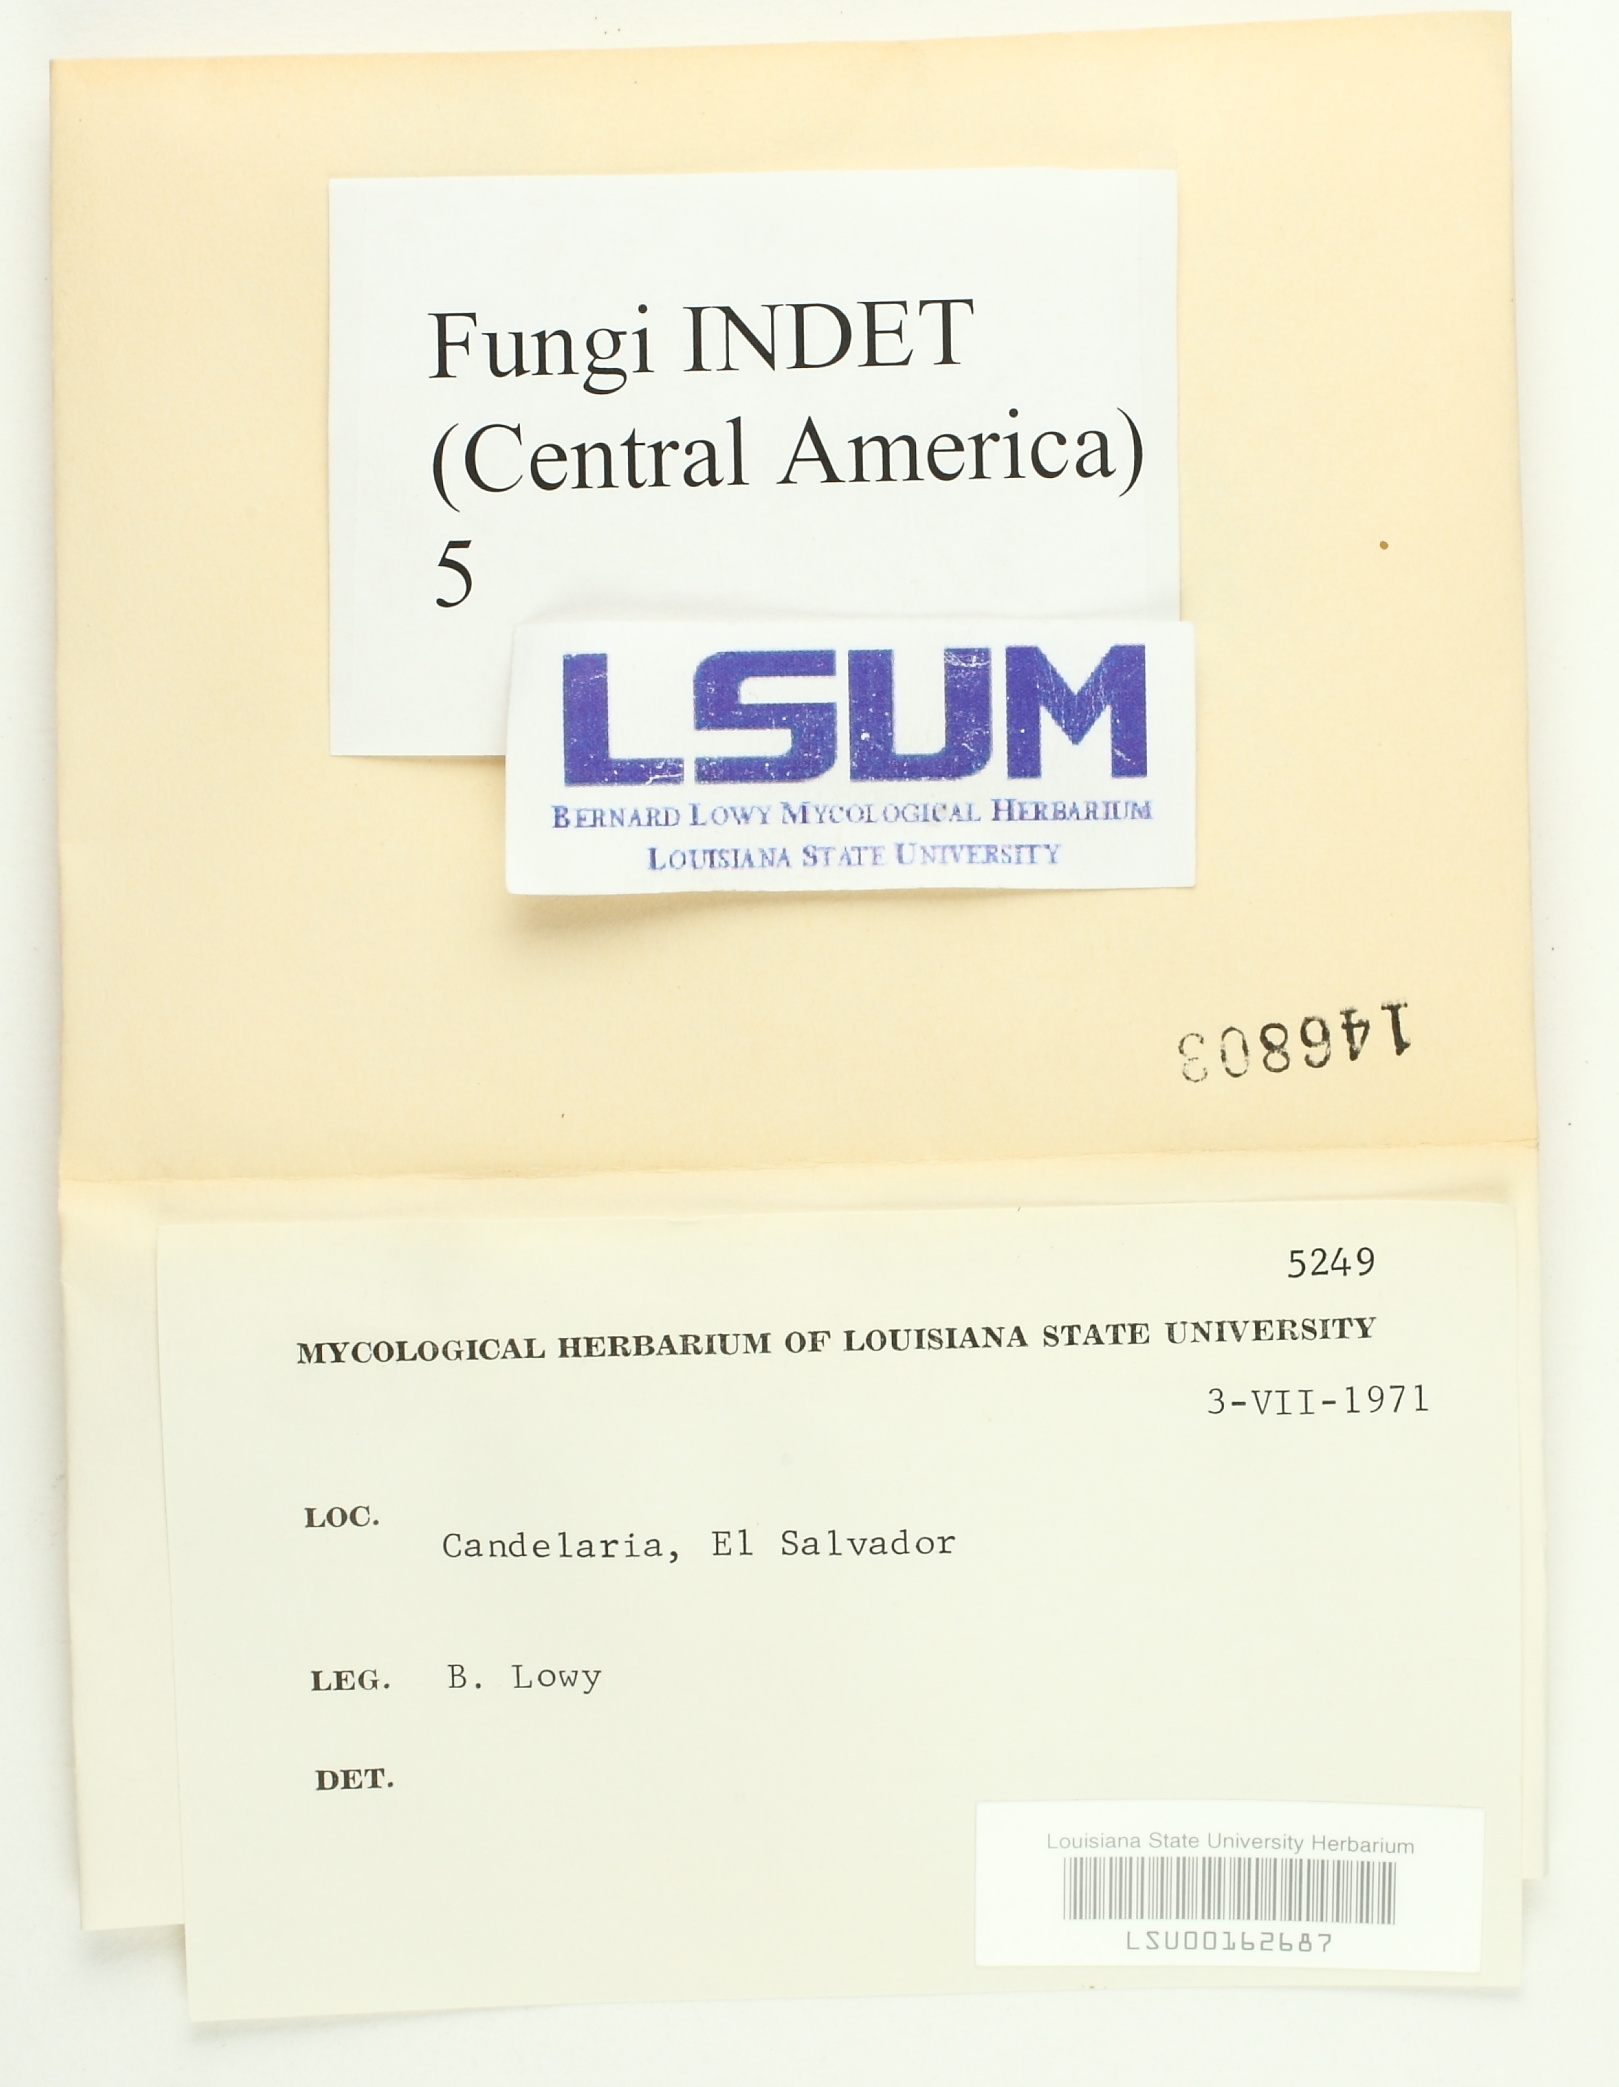 Fungi INDET
(Central America)
5
LSUM
BERNARD LOWY MYCOLOGICAL HERBARIUM
LOUISIANA STATE UNIVERSITY
146803
5249
MYCOLOGICAL HERBARIUM OF LOUISIANA STATE UNIVERSITY
3-VII-1971
LOC.
Candelaria, El Salvador
LEG. B. Lowy
DET.
Louisiana State University Herbarium
LSU00162687